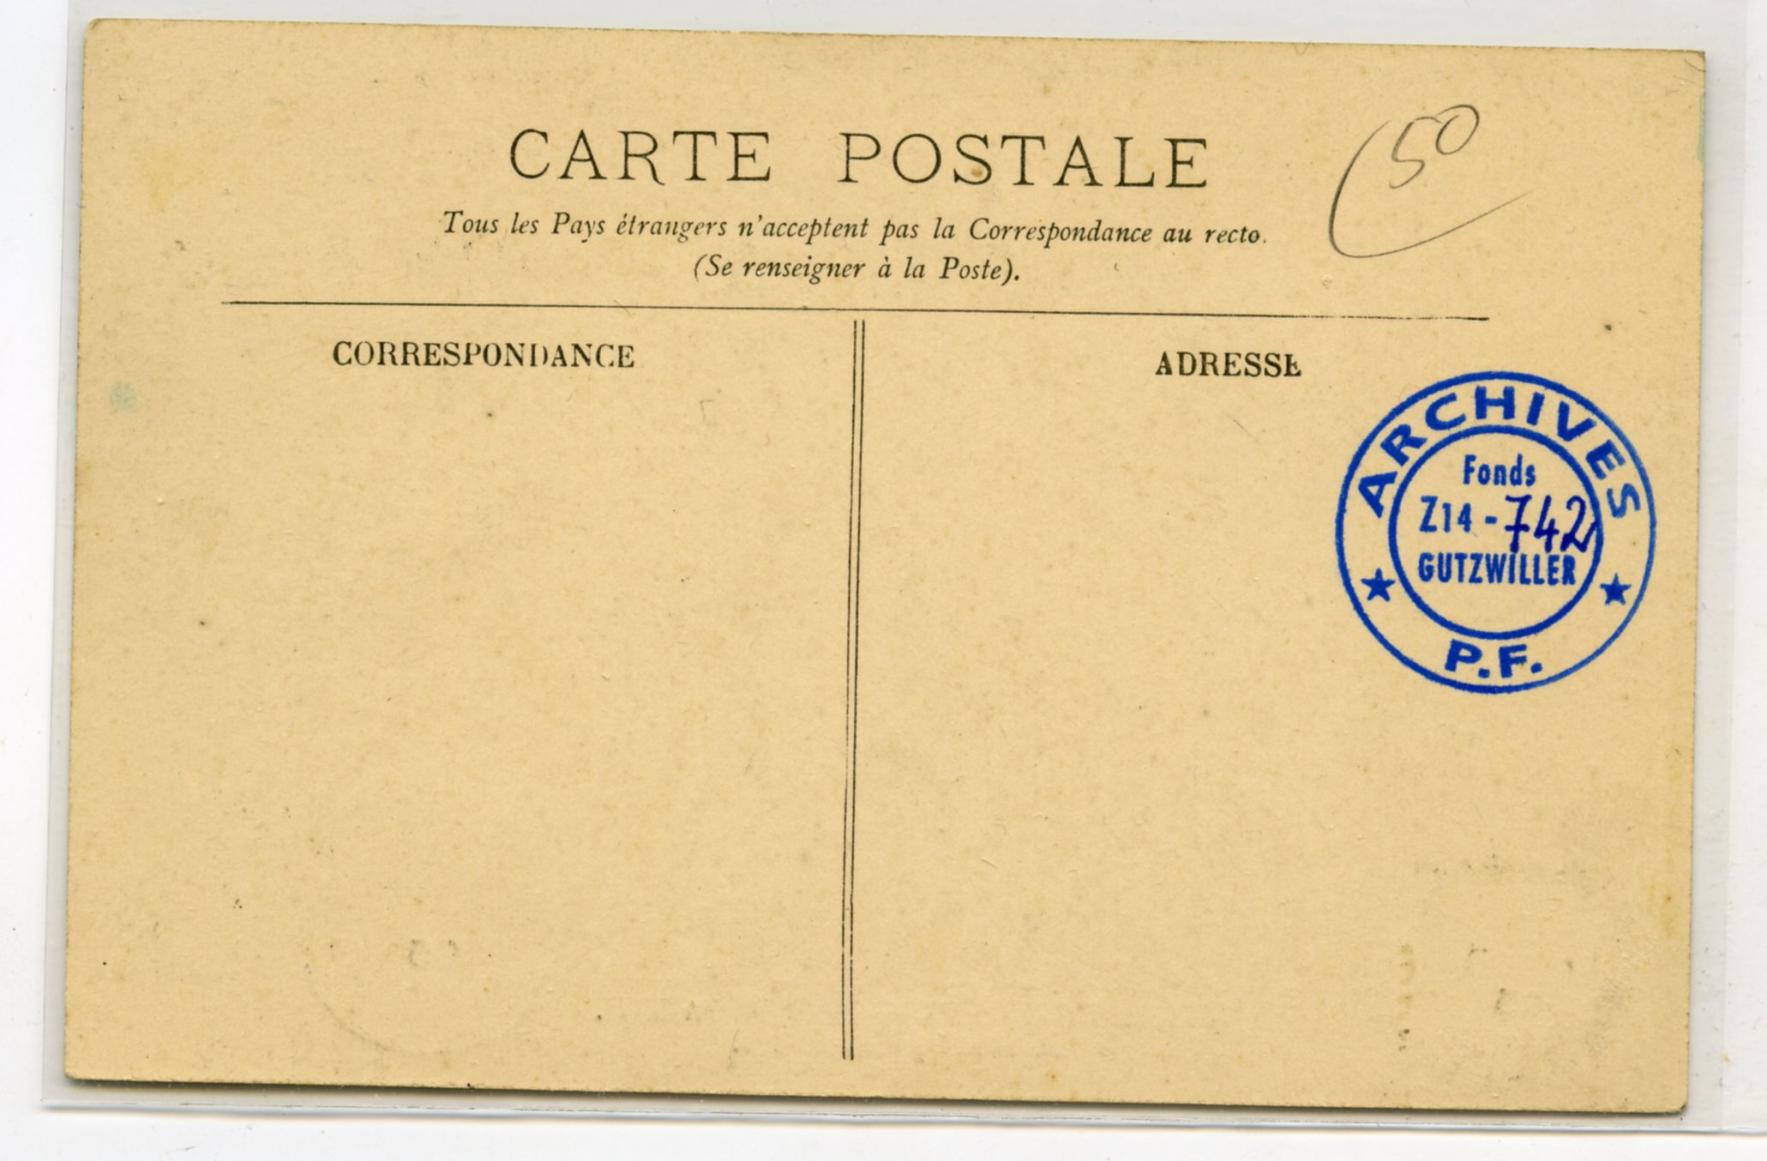 CARTE POSTALE
50
Tous les Pays étrangers n'acceptent pas la Correspondance au recto.
(Se renseigner à la Poste).
CORRESPONDANCE
ADRESSE
ARCHIVES
Fonds
Z14 - 742
GUTZWILLER
P.F.